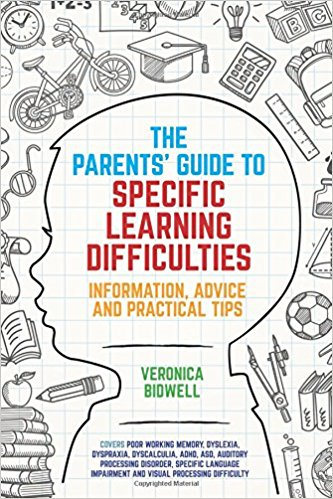 1-2=3
THE
PARENTS' GUIDE TO
SPECIFIC
LEARNING
DIFFICULTIES
INFORMATION, ADVICE
AND PRACTICAL TIPS
VERONICA
BIDWELL
COVERS POOR WORKING MEMORY, DYSLEXIA,
DYSPRAXIA, DYSCALCULIA, ADHD, ASD, AUDITORY
PROCESSING DISORDER, SPECIFIC LANGUAGE
IMPAIRMENT AND VISUAL PROCESSING DIFFICULTY